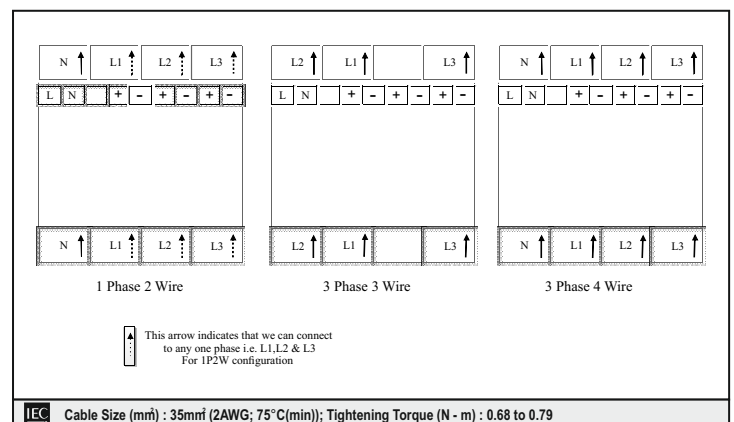 N L1 L2 L3 L2 L1 L3 N L1 L2 L3
L N + - + - + - L N + - + - + - L N + - + - + -
N L1 L2 L3 L2 L1 L3 N L1 L2 L3
1 Phase 2 Wire 3 Phase 3 Wire 3 Phase 4 Wire
This arrow indicates that we can connect
to any one phase i.e. L1,L2 & L3
For 1P2W configuration
IEC Cable Size (mm²) : 35mm² (2AWG; 75°C(min)); Tightening Torque (N - m) : 0.68 to 0.79